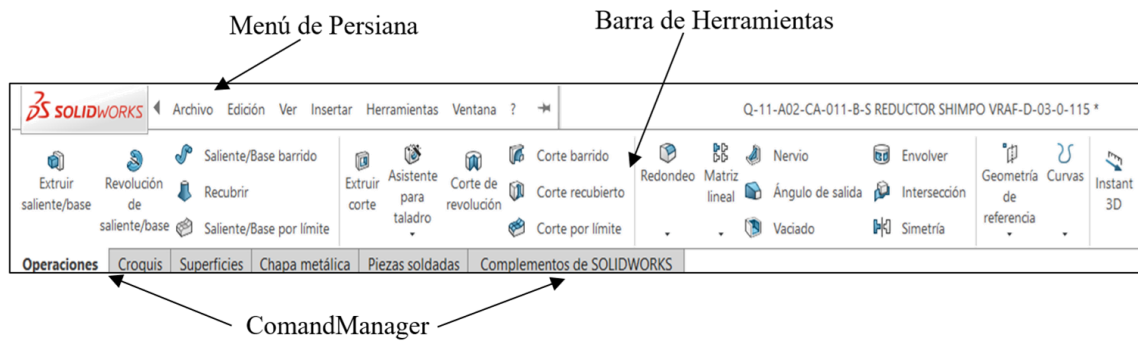 Menú de Persiana
Barra de Herramientas
SOLIDWORKS Archivo Edición Ver Insertar Herramientas Ventana ? Q-11-A02-CA-011-B-S REDUCTOR SHIMPO VRAF-D-03-0-115 *
Extruir
saliente/base
Revolución
de
saliente/base
Saliente/Base barrido
Recubrir
Saliente/Base por límite
Extruir
corte
Asistente
para
taladro
Corte de
revolución
Corte barrido
Corte recubierto
Corte por límite
Redondeo
Matriz
lineal
Nervio
Ángulo de salida
Vaciado
Envolver
Intersección
Simetría
Geometría
de
referencia
Curvas
Instant
3D
Operaciones Croquis Superficies Chapa metálica Piezas soldadas Complementos de SOLIDWORKS
ComandManager